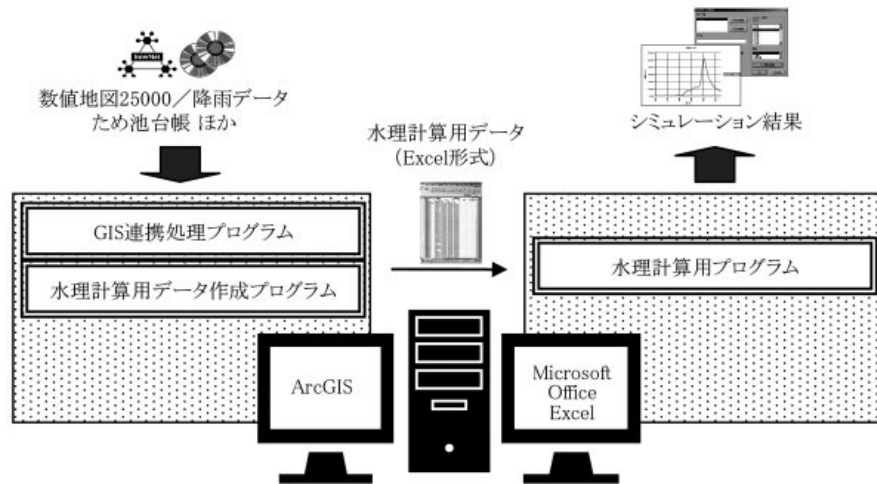 InterNet
数値地図25000／降雨データ
ため池台帳 ほか
GIS連携処理プログラム
水理計算用データ作成プログラム
ArcGIS
水理計算用データ
(Excel形式)
シミュレーション結果
水理計算用プログラム
Microsoft
Office
Excel